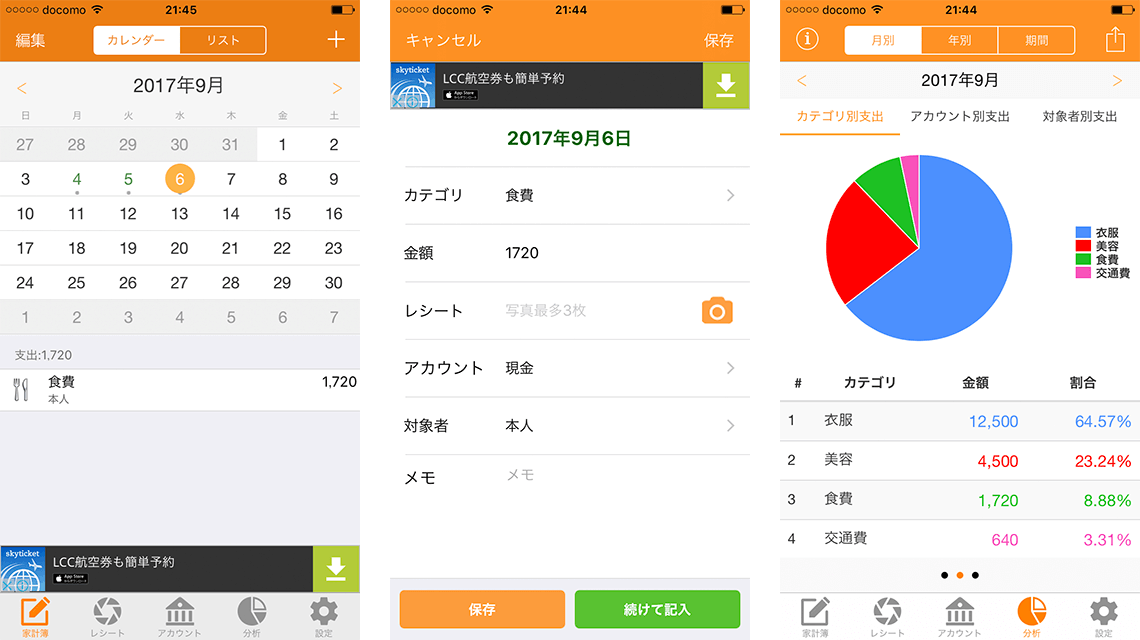 docomo 21:45
編集 カレンダー リスト +
< 2017年9月 >
日 月 火 水 木 金 土
27 28 29 30 31 1 2
3 4 5 6 7 8 9
10 11 12 13 14 15 16
17 18 19 20 21 22 23
24 25 26 27 28 29 30
1 2 3 4 5 6 7
支出:1,720
食費 1,720
本人
skyticket
LCC航空券も簡単予約
App Store
家計簿 レシート アカウント 分析 設定
docomo 21:44
キャンセル 保存
skyticket
LCC航空券も簡単予約
App Store
2017年9月6日
カテゴリ 食費 >
金額 1720
レシート 写真最多3枚
アカウント 現金 >
対象者 本人 >
メモ メモ
保存 続けて記入
docomo 21:44
月別 年別 期間
< 2017年9月 >
カテゴリ別支出 アカウント別支出 対象者別支出
衣服
美容
食費
交通費
# カテゴリ 金額 割合
1 衣服 12,500 64.57%
2 美容 4,500 23.24%
3 食費 1,720 8.88%
4 交通費 640 3.31%
家計簿 レシート アカウント 分析 設定